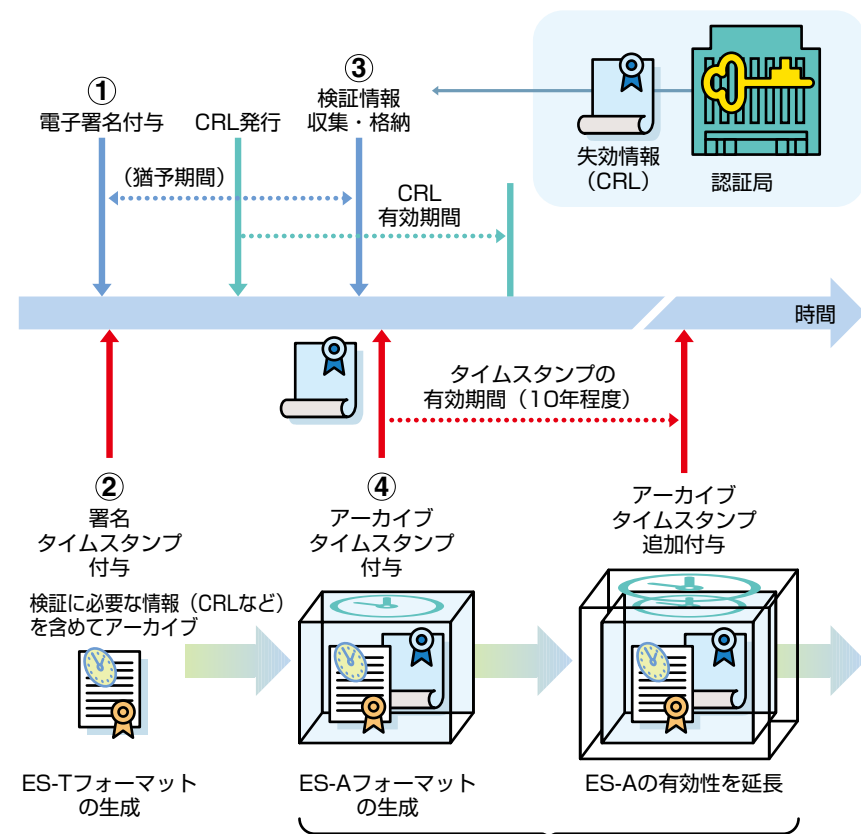 ①
電子署名付与
CRL発行
③
検証情報
収集・格納
失効情報
（CRL）
認証局
（猶予期間）
CRL
有効期間
時間
タイムスタンプの
有効期間（10年程度）
②
署名
タイムスタンプ
付与
④
アーカイブ
タイムスタンプ
付与
アーカイブ
タイムスタンプ
追加付与
検証に必要な情報（CRLなど）
を含めてアーカイブ
ES-Tフォーマット
の生成
ES-Aフォーマット
の生成
ES-Aの有効性を延長